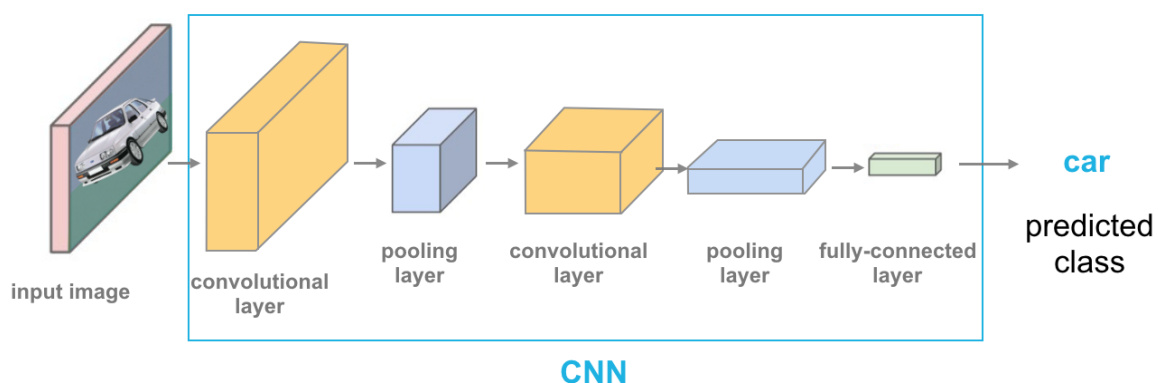 input image
convolutional
layer
pooling
layer
convolutional
layer
pooling
layer
fully-connected
layer
car
predicted
class
CNN